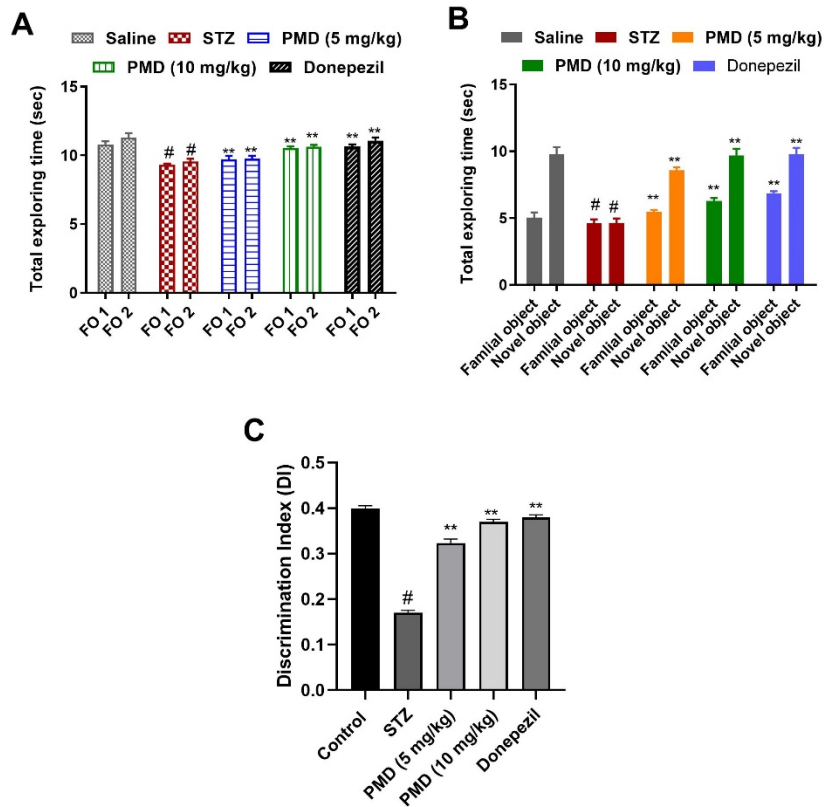 A
Saline STZ PMD (5 mg/kg)
PMD (10 mg/kg) Donepezil
Total exploring time (sec)
15
10
5
0
# # ** ** ** ** ** **
FO 1 FO 2 FO 1 FO 2 FO 1 FO 2 FO 1 FO 2 FO 1 FO 2
B
Saline STZ PMD (5 mg/kg)
PMD (10 mg/kg) Donepezil
Total exploring time (sec)
15
10
5
0
# # ** ** ** ** ** **
Famlial object Novel object Famlial object Novel object Famlial object Novel object Famlial object Novel object Famlial object Novel object
C
Discrimination Index (DI)
0.5
0.4
0.3
0.2
0.1
0.0
# ** ** **
Control STZ PMD (5 mg/kg) PMD (10 mg/kg) Donepezil